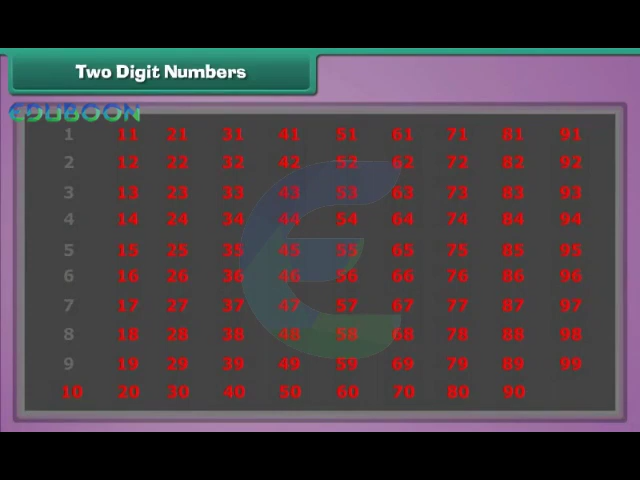 Two Digit Numbers
EDUBOON
1 11 21 31 41 51 61 71 81 91
2 12 22 32 42 52 62 72 82 92
3 13 23 33 43 53 63 73 83 93
4 14 24 34 44 54 64 74 84 94
5 15 25 35 45 55 65 75 85 95
6 16 26 36 46 56 66 76 86 96
7 17 27 37 47 57 67 77 87 97
8 18 28 38 48 58 68 78 88 98
9 19 29 39 49 59 69 79 89 99
10 20 30 40 50 60 70 80 90